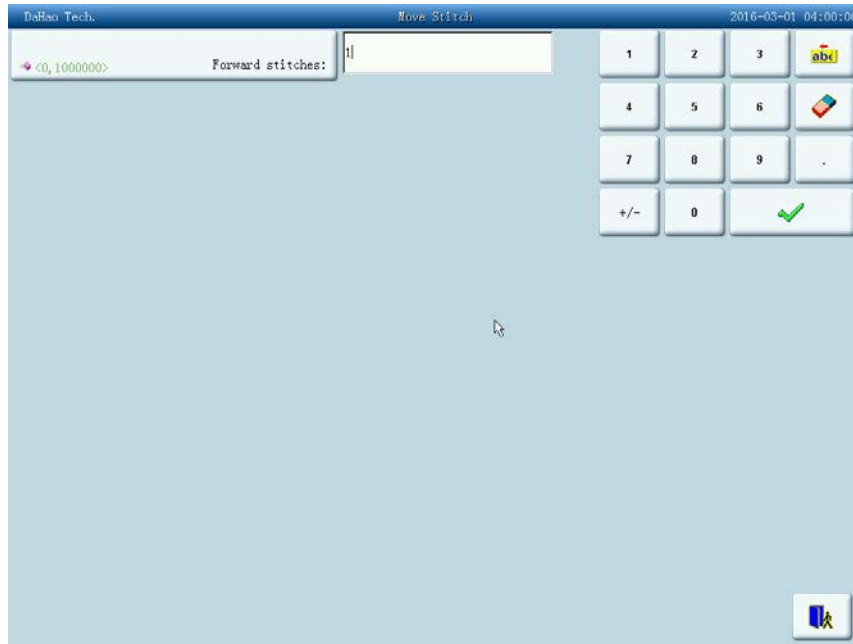 DaHao Tech. Move Stitch 2016-03-01 04:00:00
<0, 1000000> Forward stitches: 1
1 2 3 abc
4 5 6
7 8 9 .
+/- 0